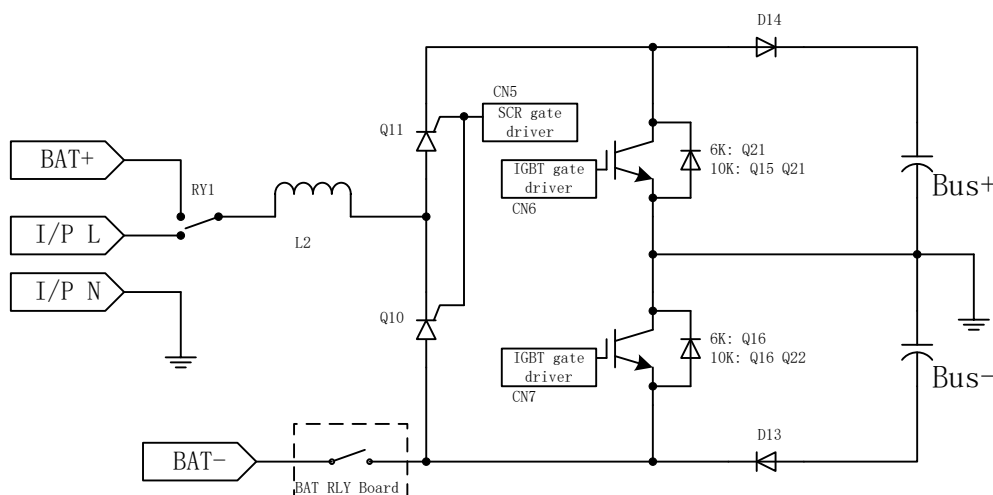 D14
CN5
SCR gate
driver
Q11
BAT+
RY1
IGBT gate
driver
CN6
6K: Q21
10K: Q15 Q21
Bus+
I/P L
L2
I/P N
Q10
IGBT gate
driver
CN7
6K: Q16
10K: Q16 Q22
Bus-
D13
BAT-
BAT RLY Board